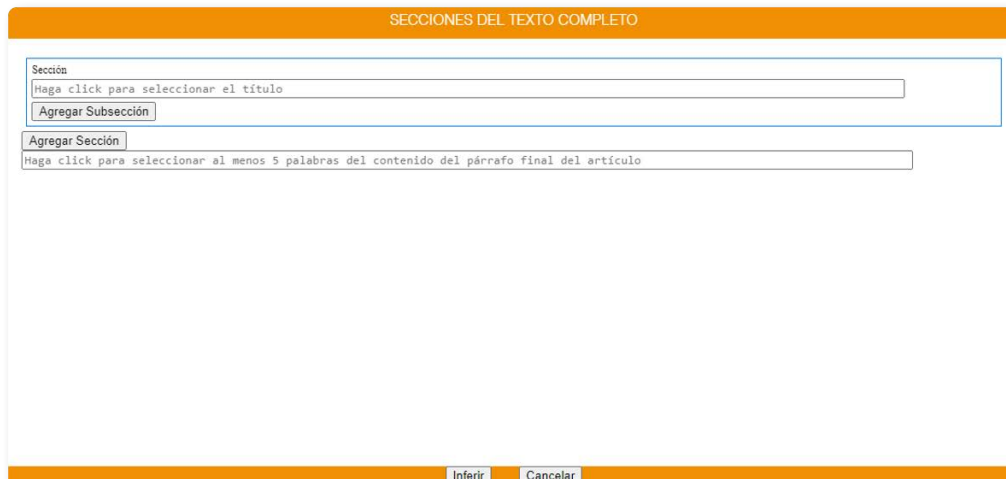 SECCIONES DEL TEXTO COMPLETO
Sección
Haga click para seleccionar el título
Agregar Subsección
Agregar Sección
Haga click para seleccionar al menos 5 palabras del contenido del párrafo final del artículo
Inferir Cancelar